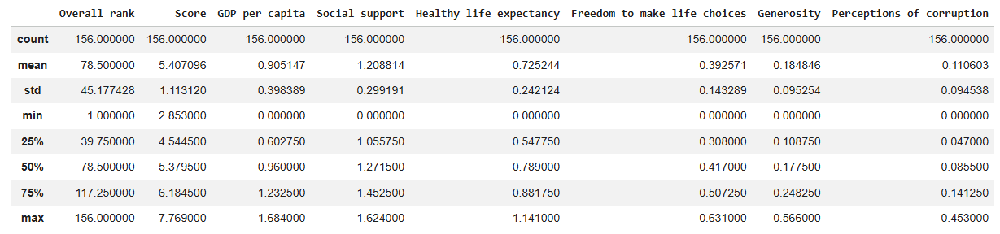 Overall rank Score GDP per capita Social support Healthy life expectancy Freedom to make life choices Generosity Perceptions of corruption
count 156.000000 156.000000 156.000000 156.000000 156.000000 156.000000 156.000000 156.000000
mean 78.500000 5.407096 0.905147 1.208814 0.725244 0.392571 0.184846 0.110603
std 45.177428 1.113120 0.398389 0.299191 0.242124 0.143289 0.095254 0.094538
min 1.000000 2.853000 0.000000 0.000000 0.000000 0.000000 0.000000 0.000000
25% 39.750000 4.544500 0.602750 1.055750 0.547750 0.308000 0.108750 0.047000
50% 78.500000 5.379500 0.960000 1.271500 0.789000 0.417000 0.177500 0.085500
75% 117.250000 6.184500 1.232500 1.452500 0.881750 0.507250 0.248250 0.141250
max 156.000000 7.769000 1.684000 1.624000 1.141000 0.631000 0.566000 0.453000